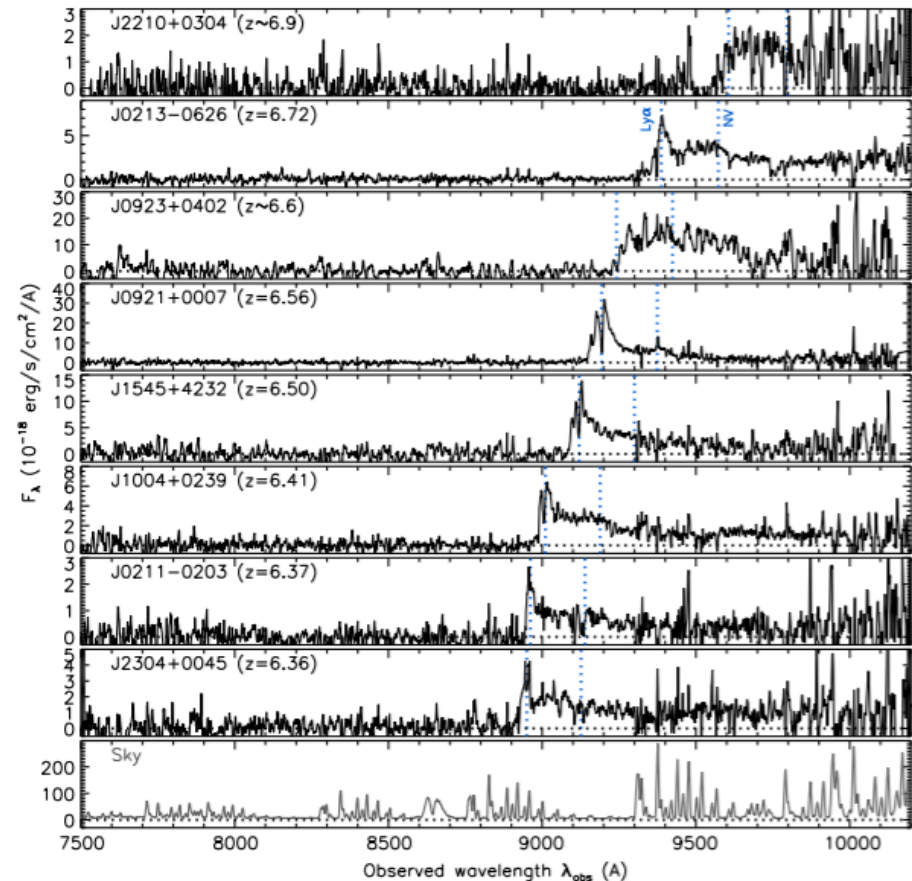 J2210+0304 (z~6.9)
3
2
1
0
J0213−0626 (z=6.72)
Lyα
NV
5
0
J0923+0402 (z~6.6)
30
20
10
0
J0921+0007 (z=6.56)
40
30
20
10
0
J1545+4232 (z=6.50)
15
10
5
0
J1004+0239 (z=6.41)
8
6
4
2
0
J0211−0203 (z=6.37)
3
2
1
0
J2304+0045 (z=6.36)
5
4
3
2
1
0
Sky
200
100
0
F_λ (10⁻¹⁸ erg/s/cm²/A)
7500 8000 8500 9000 9500 10000
Observed wavelength λ_obs (A)